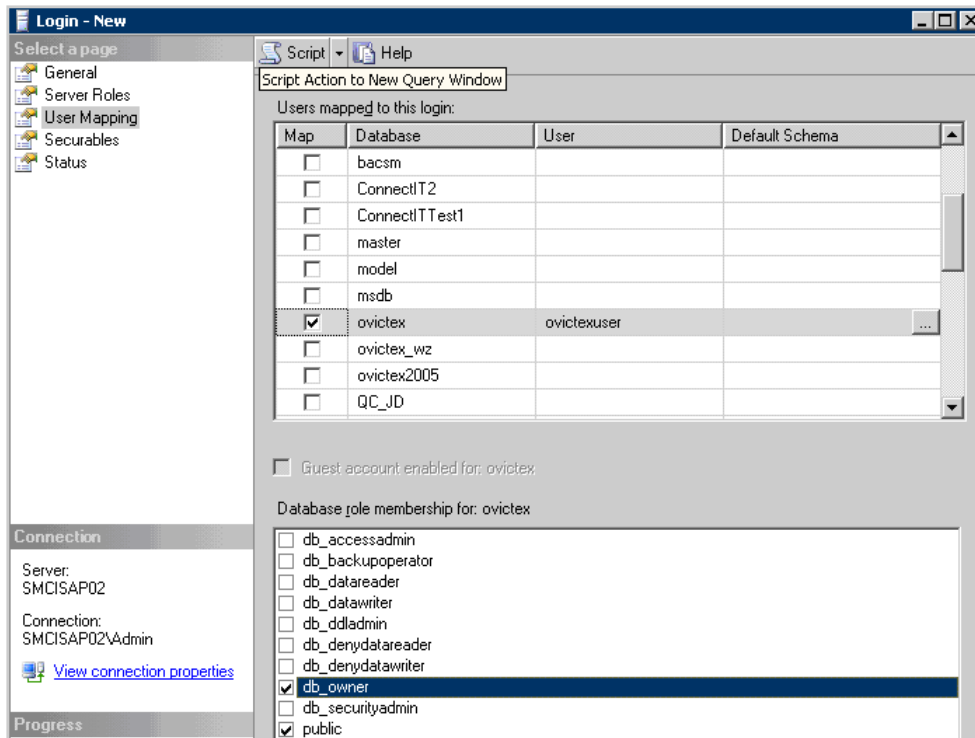 Login - New
Select a page
General
Server Roles
User Mapping
Securables
Status
Script Help
Script Action to New Query Window
Users mapped to this login:
Map Database User Default Schema
bacsm
ConnectIT2
ConnectITTest1
master
model
msdb
ovictex ovictexuser ...
ovictex_wz
ovictex2005
QC_JD
Guest account enabled for: ovictex
Database role membership for: ovictex
db_accessadmin
db_backupoperator
db_datareader
db_datawriter
db_ddladmin
db_denydatareader
db_denydatawriter
db_owner
db_securityadmin
public
Connection
Server:
SMCISAP02
Connection:
SMCISAP02\Admin
View connection properties
Progress